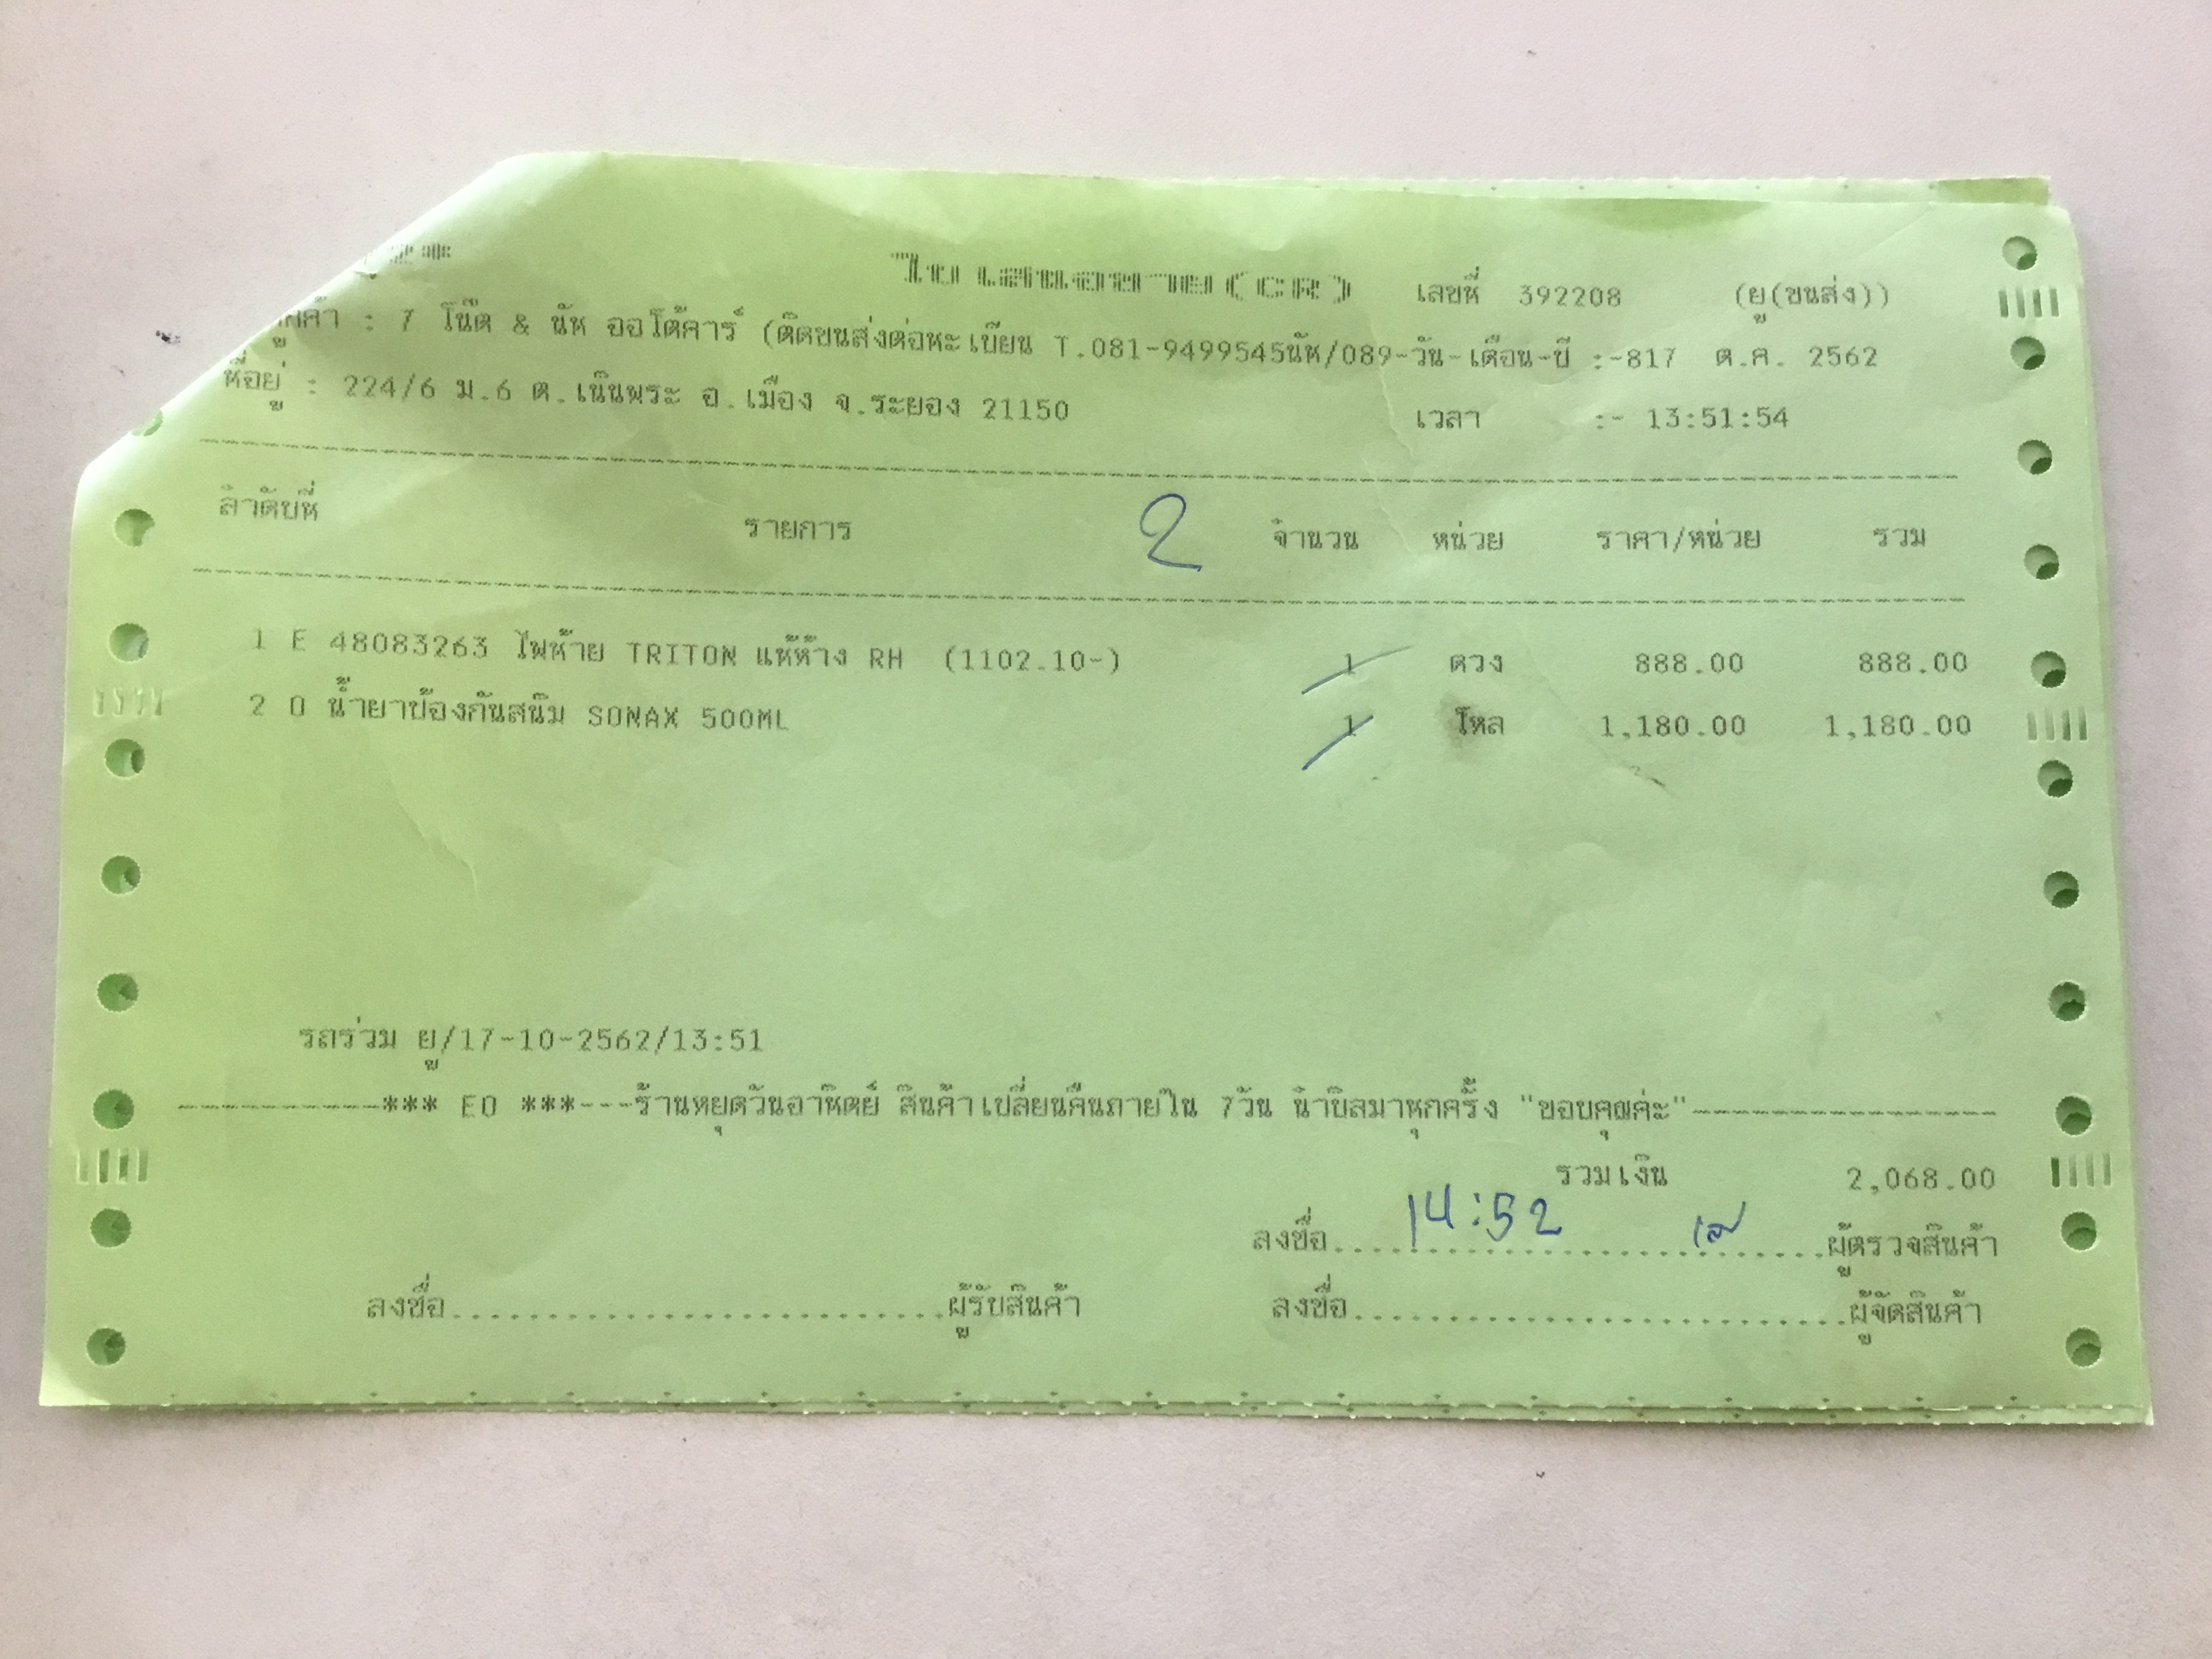 ใบเสนอขาย(CR) เลขที่ 392208 (ยู(ขนส่ง))
ลูกค้า : 7 โน๊ต & นัท ออโต้คาร์ (ติดขนส่งต่อทะเบียน T.081-9499545นัท/089-วัน-เดือน-ปี :-817 ต.ค. 2562
ที่อยู่ : 224/6 ม.6 ต.เนินพระ อ.เมือง จ.ระยอง 21150 เวลา :- 13:51:54
ลำดับที่ รายการ 2 จำนวน หน่วย ราคา/หน่วย รวม
1 E 48083263 ไฟท้าย TRITON แท้ห้าง RH (1102.10-) 1 ดวง 888.00 888.00
2 O น้ำยาป้องกันสนิม SONAX 500ML 1 โหล 1,180.00 1,180.00
รถร่วม ยู/17-10-2562/13:51
-----------*** EO ***---ร้านหยุดวันอาทิตย์ สินค้าเปลี่ยนคืนภายใน 7วัน นำบิลมาทุกครั้ง "ขอบคุณค่ะ"----------------
รวมเงิน 2,068.00
ลงชื่อ....14:52....ผู้ตรวจสินค้า
ลงชื่อ..........................ผู้รับสินค้า ลงชื่อ..........................ผู้จัดสินค้า